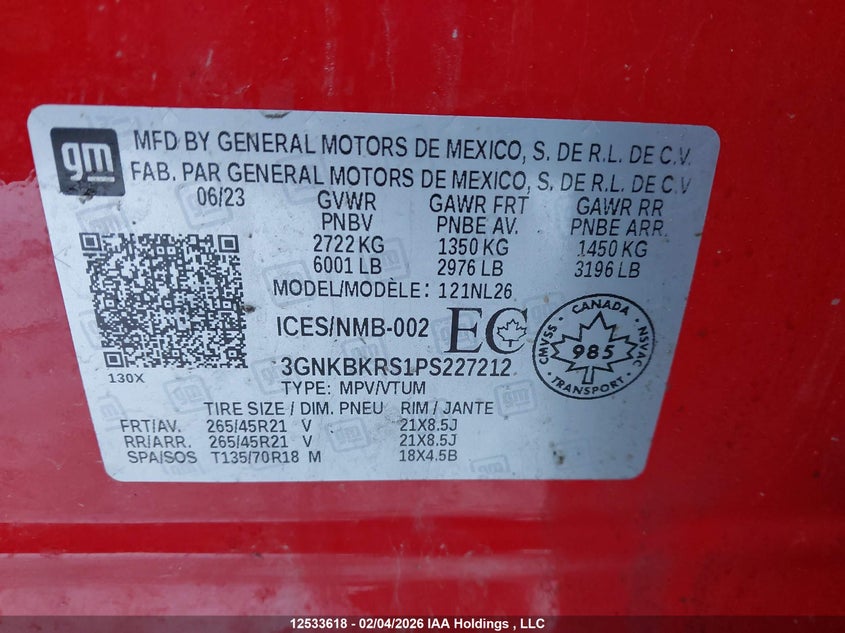 gm
MFD BY GENERAL MOTORS DE MEXICO, S. DE R.L. DE C.V.
FAB. PAR GENERAL MOTORS DE MEXICO, S. DE R.L. DE C.V
06/23 GVWR GAWR FRT GAWR RR
PNBV PNBE AV. PNBE ARR.
2722 KG 1350 KG 1450 KG
6001 LB 2976 LB 3196 LB
MODEL/MODÈLE: 121NL26
ICES/NMB-002 EC
CANADA
CMVSS 985 NSVAC
TRANSPORT
3GNKBKRS1PS227212
130X
TYPE: MPV/VTUM
TIRE SIZE / DIM. PNEU RIM / JANTE
FRT/AV. 265/45R21 V 21X8.5J
RR/ARR. 265/45R21 V 21X8.5J
SPA/SOS T135/70R18 M 18X4.5B
12533618 - 02/04/2026 IAA Holdings , LLC